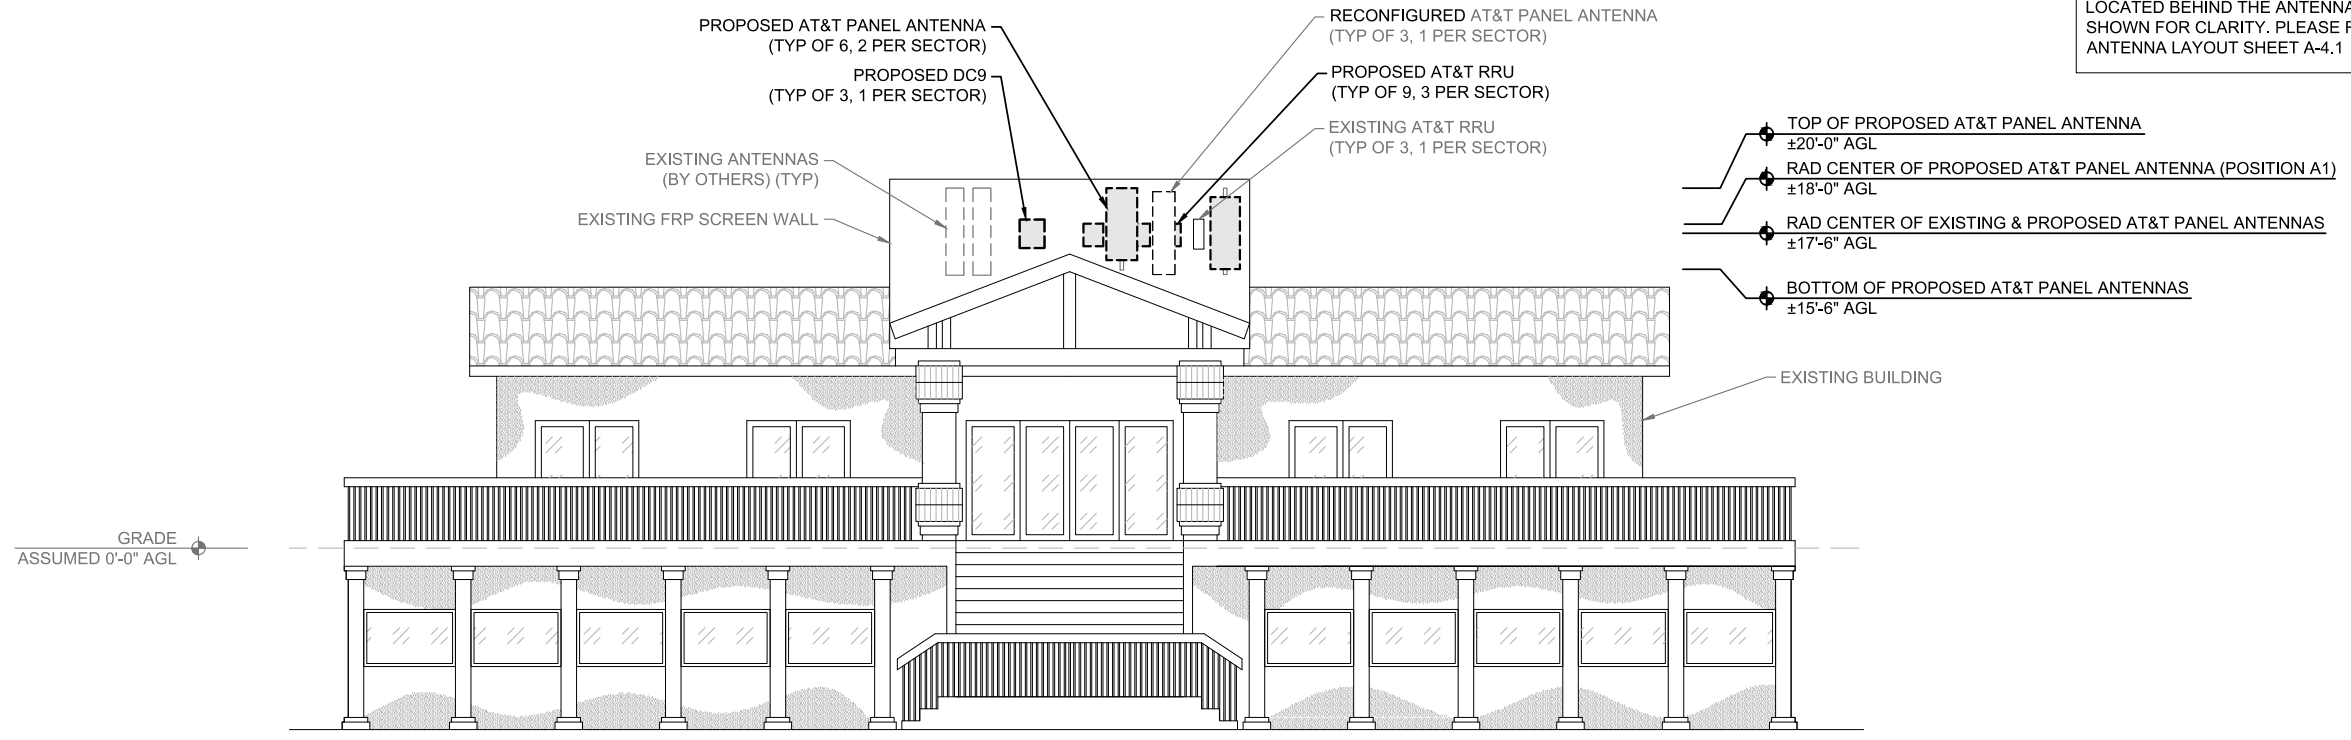 LOCATED BEHIND THE ANTENNA
SHOWN FOR CLARITY. PLEASE
ANTENNA LAYOUT SHEET A-4.1
PROPOSED AT&T PANEL ANTENNA
(TYP OF 6, 2 PER SECTOR)
PROPOSED DC9
(TYP OF 3, 1 PER SECTOR)
RECONFIGURED AT&T PANEL ANTENNA
(TYP OF 3, 1 PER SECTOR)
PROPOSED AT&T RRU
(TYP OF 9, 3 PER SECTOR)
EXISTING AT&T RRU
(TYP OF 3, 1 PER SECTOR)
EXISTING ANTENNAS
(BY OTHERS) (TYP)
EXISTING FRP SCREEN WALL
TOP OF PROPOSED AT&T PANEL ANTENNA
±20'-0" AGL
RAD CENTER OF PROPOSED AT&T PANEL ANTENNA (POSITION A1)
±18'-0" AGL
RAD CENTER OF EXISTING & PROPOSED AT&T PANEL ANTENNAS
±17'-6" AGL
BOTTOM OF PROPOSED AT&T PANEL ANTENNAS
±15'-6" AGL
EXISTING BUILDING
GRADE
ASSUMED 0'-0" AGL